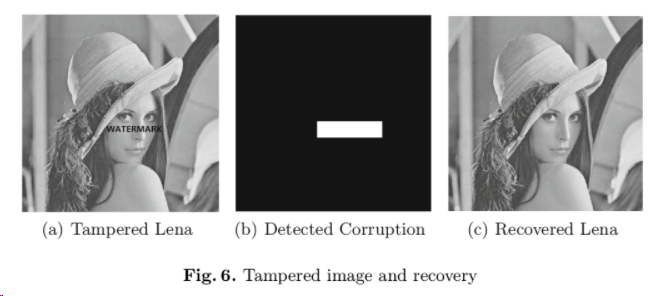 WATERMARK
(a) Tampered Lena
(b) Detected Corruption
(c) Recovered Lena
Fig. 6. Tampered image and recovery